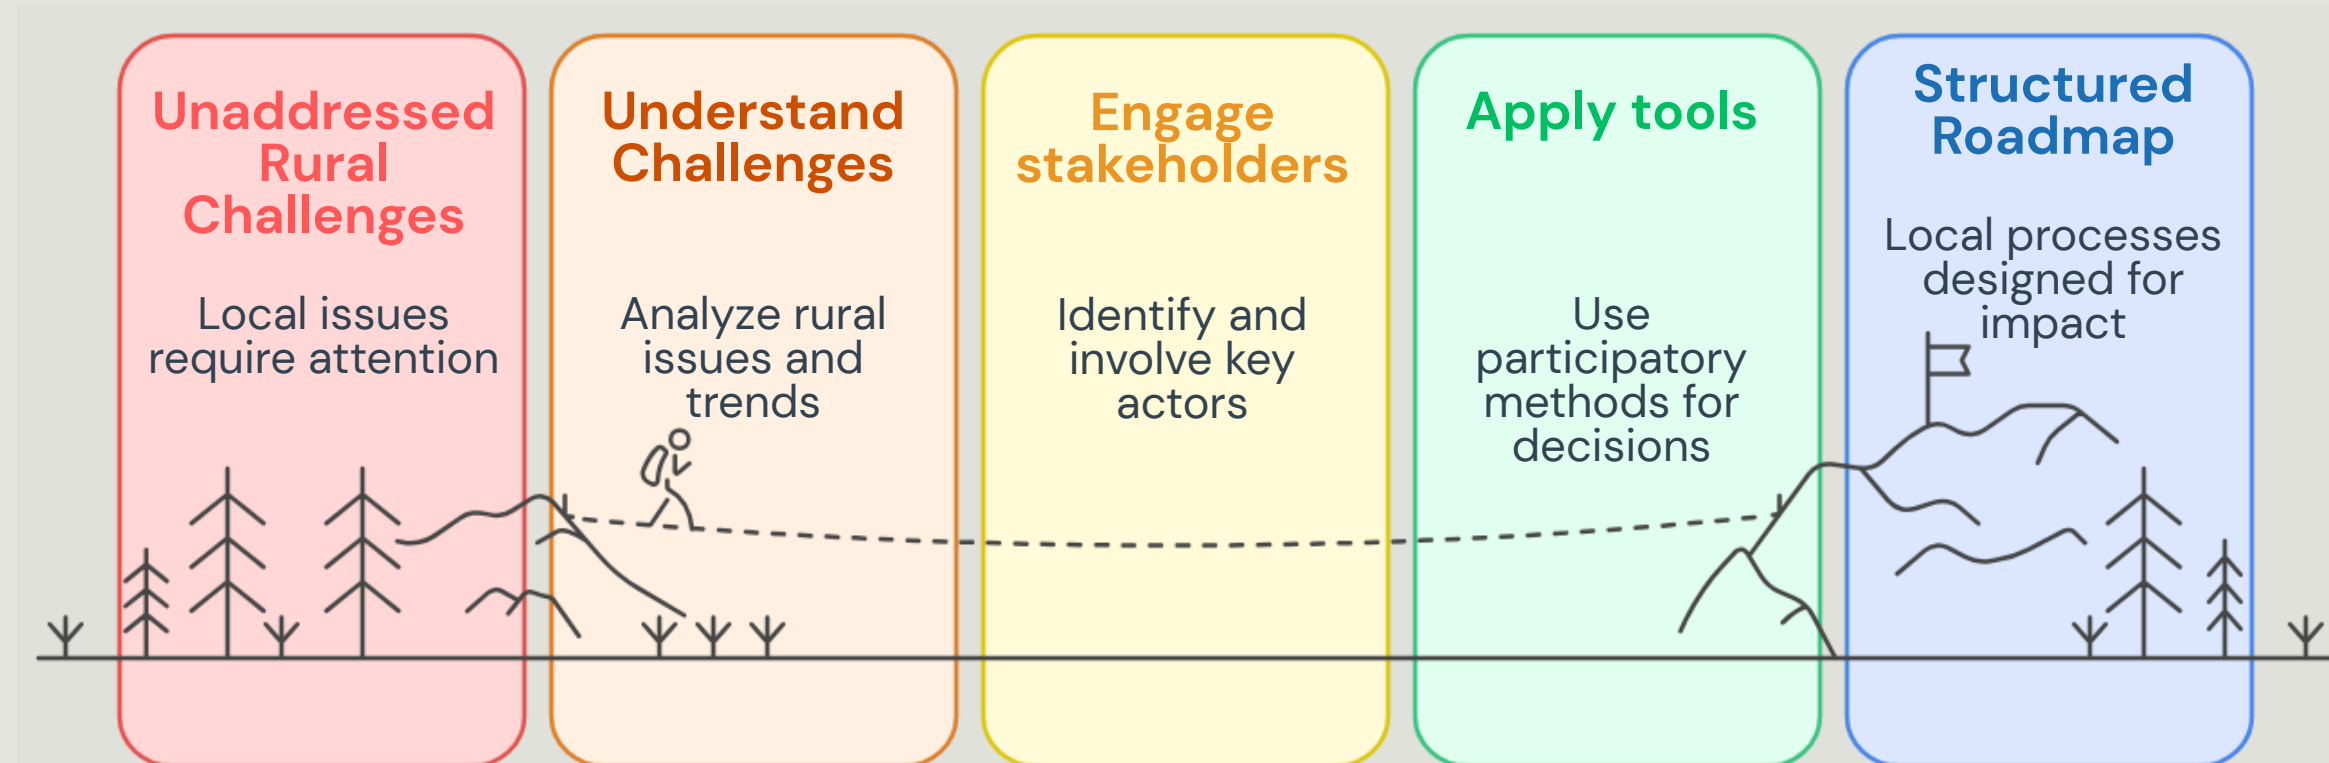 Unaddressed
Rural
Challenges
Local issues
require attention
Understand
Challenges
Analyze rural
issues and
trends
Engage
stakeholders
Identify and
involve key
actors
Apply tools
Use
participatory
methods for
decisions
Structured
Roadmap
Local processes
designed for
impact